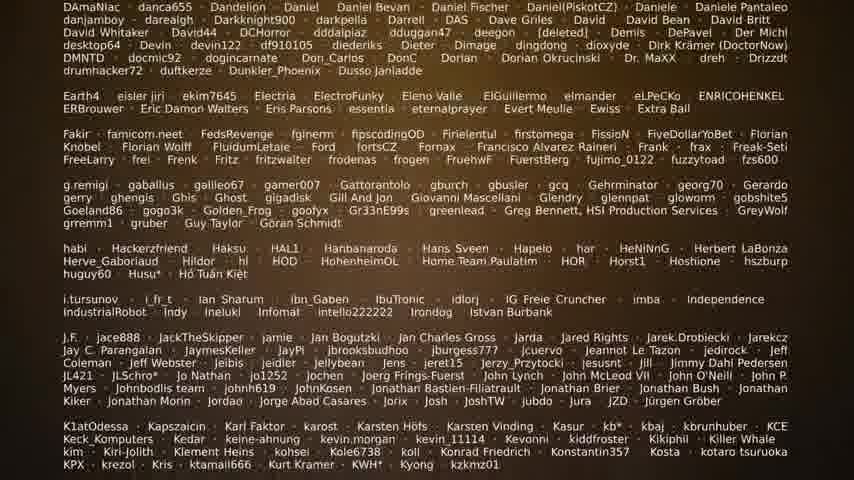 DAmaNiac · danca655 · Dandelion · Daniel · Daniel Bevan · Daniel Fischer · Daniel(PiskotCZ) · Daniele · Daniele Pantaleo
danjamboy · darealgh · Darkknight900 · darkpella · Darrell · DAS · Dave Griles · David · David Bean · David Britt
David Whitaker · David44 · DCHorror · dddalpiaz · dduggan47 · deegon · [deleted] · Demis · DePavel · Der Michl
desktop64 · Devin · devin122 · df910105 · diederiks · Dieter · Dimage · dingdong · dioxyde · Dirk Krämer (DoctorNow)
DMNTD · docmic92 · dogincarnate · Don_Carlos · DonC · Dorian · Dorian Okrucinski · Dr. MaXX · dreh · Drizzdt
drumhacker72 · duftkerze · Dunkler_Phoenix · Dusso Janladde
Earth4 · eisler jiri · ekim7645 · Electria · ElectroFunky · Eleno Valle · ElGuillermo · elmander · eLPeCKo · ENRICOHENKEL
ERBrouwer · Eric Damon Walters · Eris Parsons · essentia · eternalprayer · Evert Meulie · Ewiss · Extra Ball
Fakir · famicom.neet · FedsRevenge · fginerm · fipscodingOD · Firielentul · firstomega · FissioN · FiveDollarYoBet · Florian
Knobel · Florian Wolff · FluidumLetaie · Ford · fortsCZ · Fornax · Francisco Alvarez Raineri · Frank · frax · Freak-Seti
FreeLarry · frei · Frenk · Fritz · fritzwalter · frodenas · frogen · FruehwF · FuerstBerg · fujimo_0122 · fuzzytoad · fzs600
g.remigi · gaballus · galileo67 · gamer007 · Gattorantolo · gburch · gbusler · gcq · Gehrminator · georg70 · Gerardo
gerry · ghengis · Ghis · Ghost · gigadisk · Gill And Jon · Giovanni Mascellani · Glendry · glennpat · gloworm · gobshite5
Goeland86 · gogo3k · Golden_Frog · goofyx · Gr33nE99s · greenlead · Greg Bennett, HSI Production Services · GreyWolf
grremm1 · gruber · Guy Taylor · Göran Schmidt
habi · Hackerzfriend · Haksu · HAL1 · Hanbanaroda · Hans Sveen · Hapelo · har · HeNiNnG · Herbert LaBonza
Herve_Gaboriaud · Hildor · hl · HOD · HohenheimOL · Home Team Paulatim · HOR · Horst1 · Hoshione · hszburp
huguy60 · Husu* · Hồ Tuấn Kiệt
i.tursunov · i_fr_t · Ian Sharum · ibn_Gaben · IbuTronic · idlorj · IG Freie Cruncher · imba · Independence
IndustrialRobot · Indy · Ineluki · Infomat · intello222222 · Irondog · Istvan Burbank
J.F. · jace888 · JackTheSkipper · jamie · Jan Bogutzki · Jan Charles Gross · Jarda · Jared Rights · Jarek.Drobiecki · Jarekcz
Jay C. Parangalan · JaymesKeller · JayPi · jbrooksbudhoo · jburgess777 · Jcuervo · Jeannot Le Tazon · jedirock · Jeff
Coleman · Jeff Webster · Jeibis · jeidler · Jellybean · Jens · jeret15 · Jerzy_Przytocki · jesusnt · Jill · Jimmy Dahl Pedersen
JL421 · JLSchro* · Jo Nathan · jo1252 · Jochen · Joerg Frings-Fuerst · John Lynch · John McLeod VII · John O'Neill · John P.
Myers · Johnbodlis team · johnh619 · JohnKosen · Jonathan Bastien-Filiatrault · Jonathan Brier · Jonathan Bush · Jonathan
Kiker · Jonathan Morin · Jordao · Jorge Abad Casares · Jorix · Josh · JoshTW · jubdo · Jura · JZD · Jürgen Gröber
K1atOdessa · Kapszaicin · Karl Faktor · karost · Karsten Höfs · Karsten Vinding · Kasur · kb* · kbaj · kbrunhuber · KCE
Keck_Komputers · Kedar · keine-ahnung · kevin.morgan · kevin_11114 · Kevonni · kiddfroster · Kikiphil · Killer Whale
kim · Kiri-Jolith · Klement Heins · kohsei · Kole6738 · koll · Konrad Friedrich · Konstantin357 · Kosta · kotaro tsuruoka
KPX · krezol · Kris · ktamail666 · Kurt Kramer · KWH* · Kyong · kzkmz01